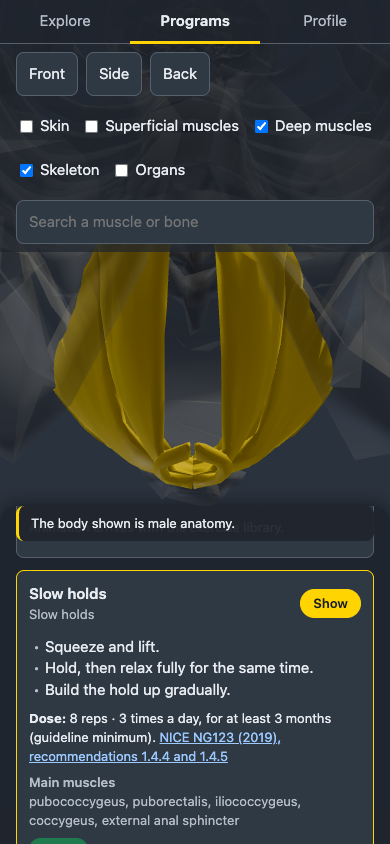 Explore Programs Profile
Front Side Back
Skin Superficial muscles Deep muscles
Skeleton Organs
Search a muscle or bone
The body shown is male anatomy.
library
Slow holds
Slow holds
Show
• Squeeze and lift.
• Hold, then relax fully for the same time.
• Build the hold up gradually.
Dose: 8 reps · 3 times a day, for at least 3 months
(guideline minimum). NICE NG123 (2019),
recommendations 1.4.4 and 1.4.5
Main muscles
pubococcygeus, puborectalis, iliococcygeus,
coccygeus, external anal sphincter